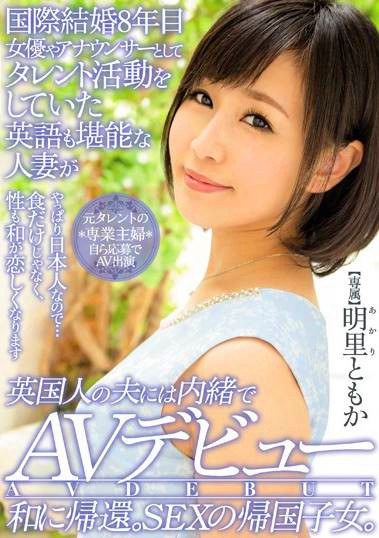 国際結婚8年目
女優やアナウンサーとして
タレント活動を
していた
英語も堪能な
人妻が
やっぱり日本人なので…
食だけじゃなく、
性も和が恋しくなります
元タレントの
*専業主婦*
自ら応募で
AV出演
【専属】明里ともか
あかり
英国人の夫には内緒で
AVデビュー
AVDEBUT
和に帰還。SEXの帰国子女。